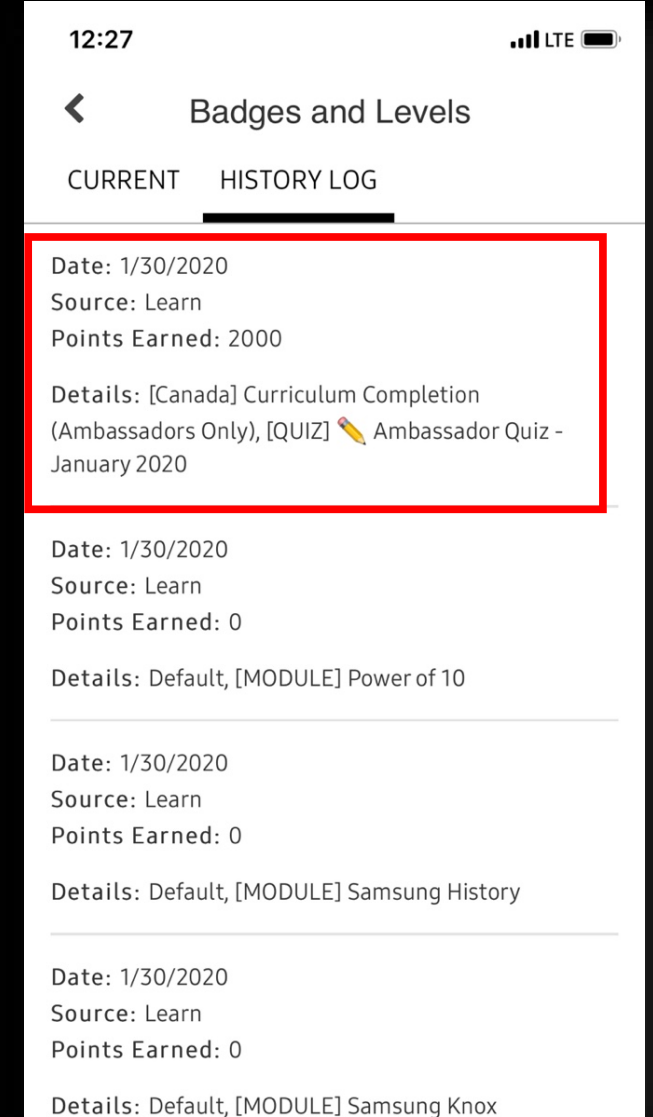 12:27
LTE
Badges and Levels
CURRENT HISTORY LOG
Date: 1/30/2020
Source: Learn
Points Earned: 2000
Details: [Canada] Curriculum Completion
(Ambassadors Only), [QUIZ] ✏️ Ambassador Quiz -
January 2020
Date: 1/30/2020
Source: Learn
Points Earned: 0
Details: Default, [MODULE] Power of 10
Date: 1/30/2020
Source: Learn
Points Earned: 0
Details: Default, [MODULE] Samsung History
Date: 1/30/2020
Source: Learn
Points Earned: 0
Details: Default, [MODULE] Samsung Knox